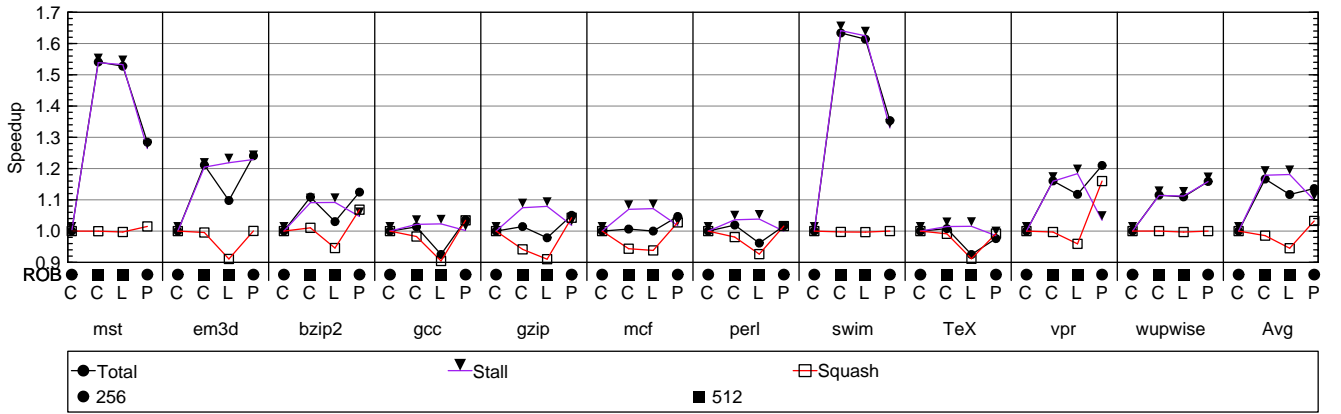 1.7
1.6
1.5
1.4
1.3
1.2
1.1
1.0
0.9
Speedup
ROB
C C L P C C L P C C L P C C L P C C L P C C L P C C L P C C L P C C L P C C L P C C L P C C L P
mst em3d bzip2 gcc gzip mcf perl swim TeX vpr wupwise Avg
Total Stall Squash
256 512